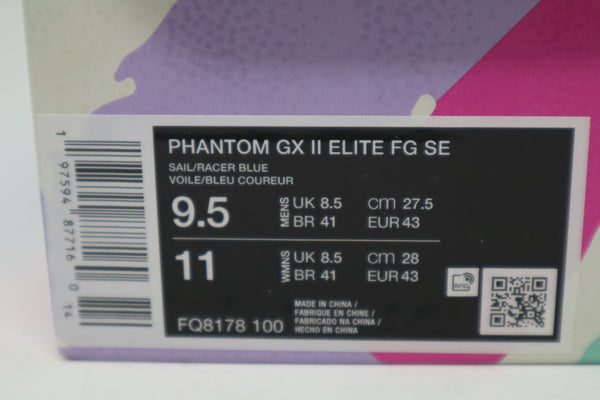 PHANTOM GX II ELITE FG SE
SAIL/RACER BLUE
VOILE/BLEU COUREUR
9.5 MENS UK 8.5 cm 27.5
BR 41 EUR 43
11 WMNS UK 8.5 cm 28
BR 41 EUR 43
MADE IN CHINA /
FABRIQUE EN CHINE /
FABRICADO NA CHINA /
HECHO EN CHINA
FQ8178 100
RFID
1 97594 87716 0 14